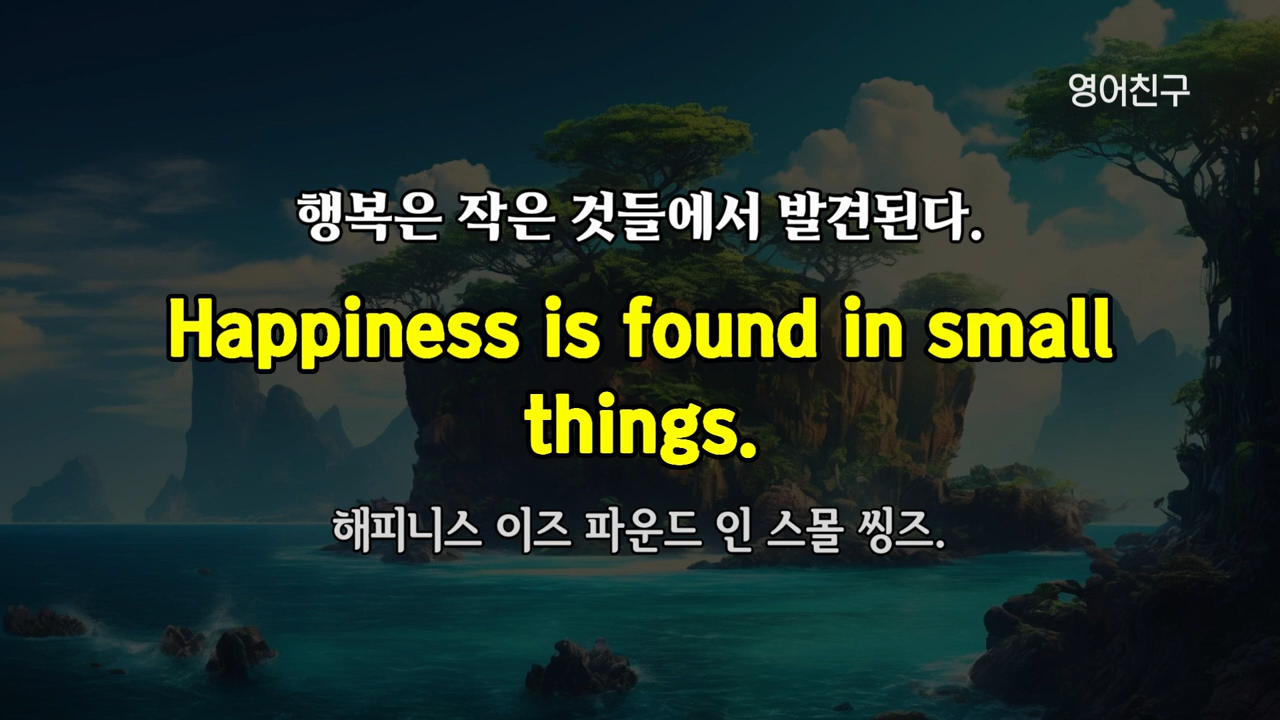 영어친구
행복은 작은 것들에서 발견된다.
Happiness is found in small
things.
해피니스 이즈 파운드 인 스몰 씽즈.